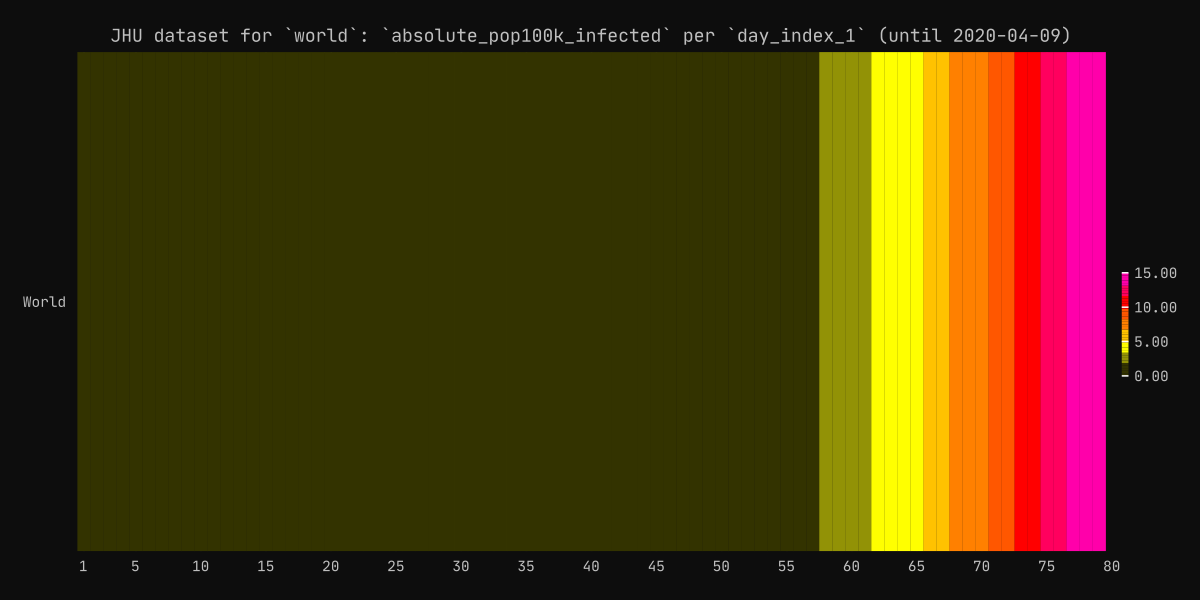 JHU dataset for `world`: `absolute_pop100k_infected` per `day_index_1` (until 2020-04-09)
World
15.00
10.00
5.00
0.00
1 5 10 15 20 25 30 35 40 45 50 55 60 65 70 75 80